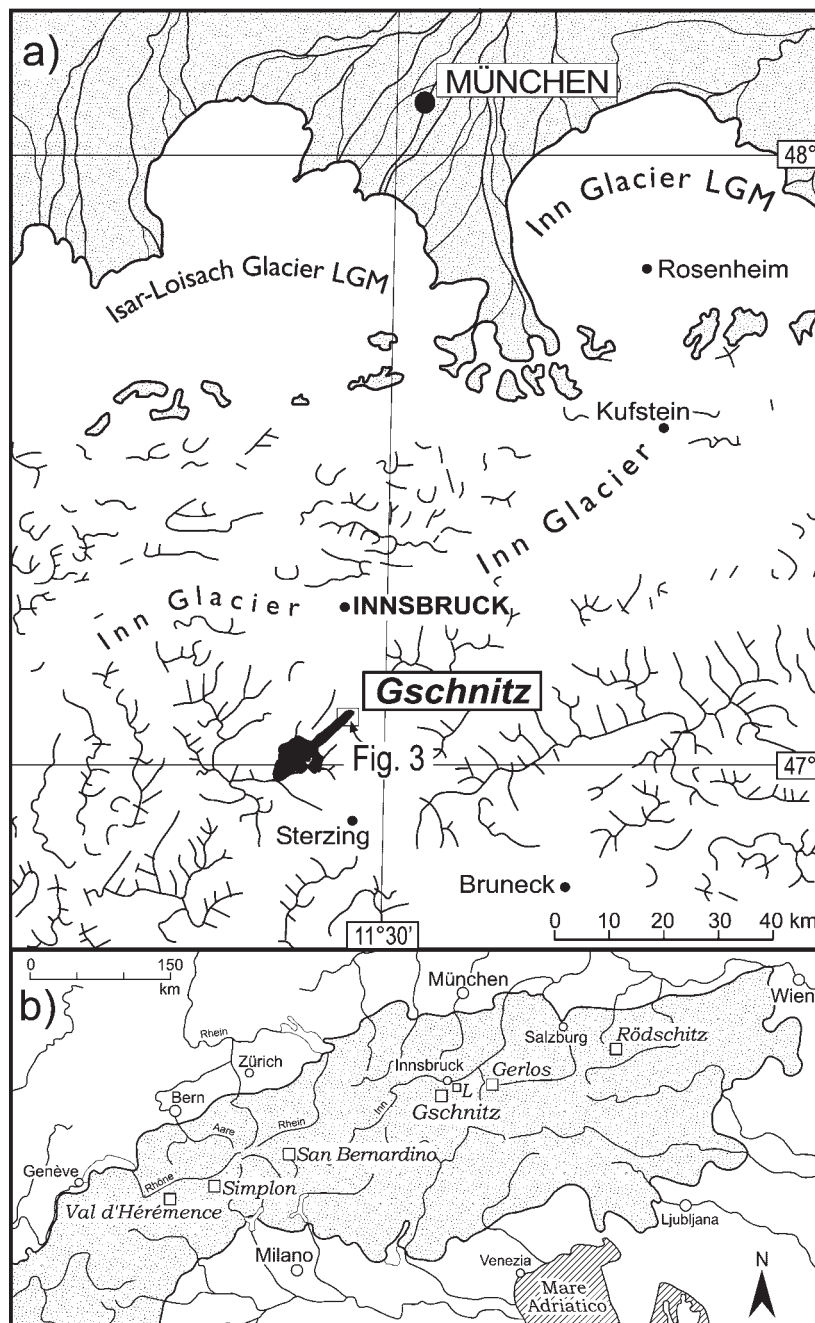 a)
MÜNCHEN
48°
Inn Glacier LGM
Isar-Loisach Glacier LGM
Rosenheim
Kufstein
Inn Glacier
Inn Glacier
INNSBRUCK
Gschnitz
Fig. 3
47°
Sterzing
Bruneck
0 10 20 30 40 km
11°30'
b)
0 150
km
München
Wien
Rhein
Salzburg
Rödschitz
Zürich
Innsbruck
L
Gerlos
Gschnitz
Bern
Inn
Aare
Rhein
San Bernardino
Genève
Rhône
Simplon
Val d'Hérémence
Ljubljana
Milano
Venezia
N
Mare
Adriatico